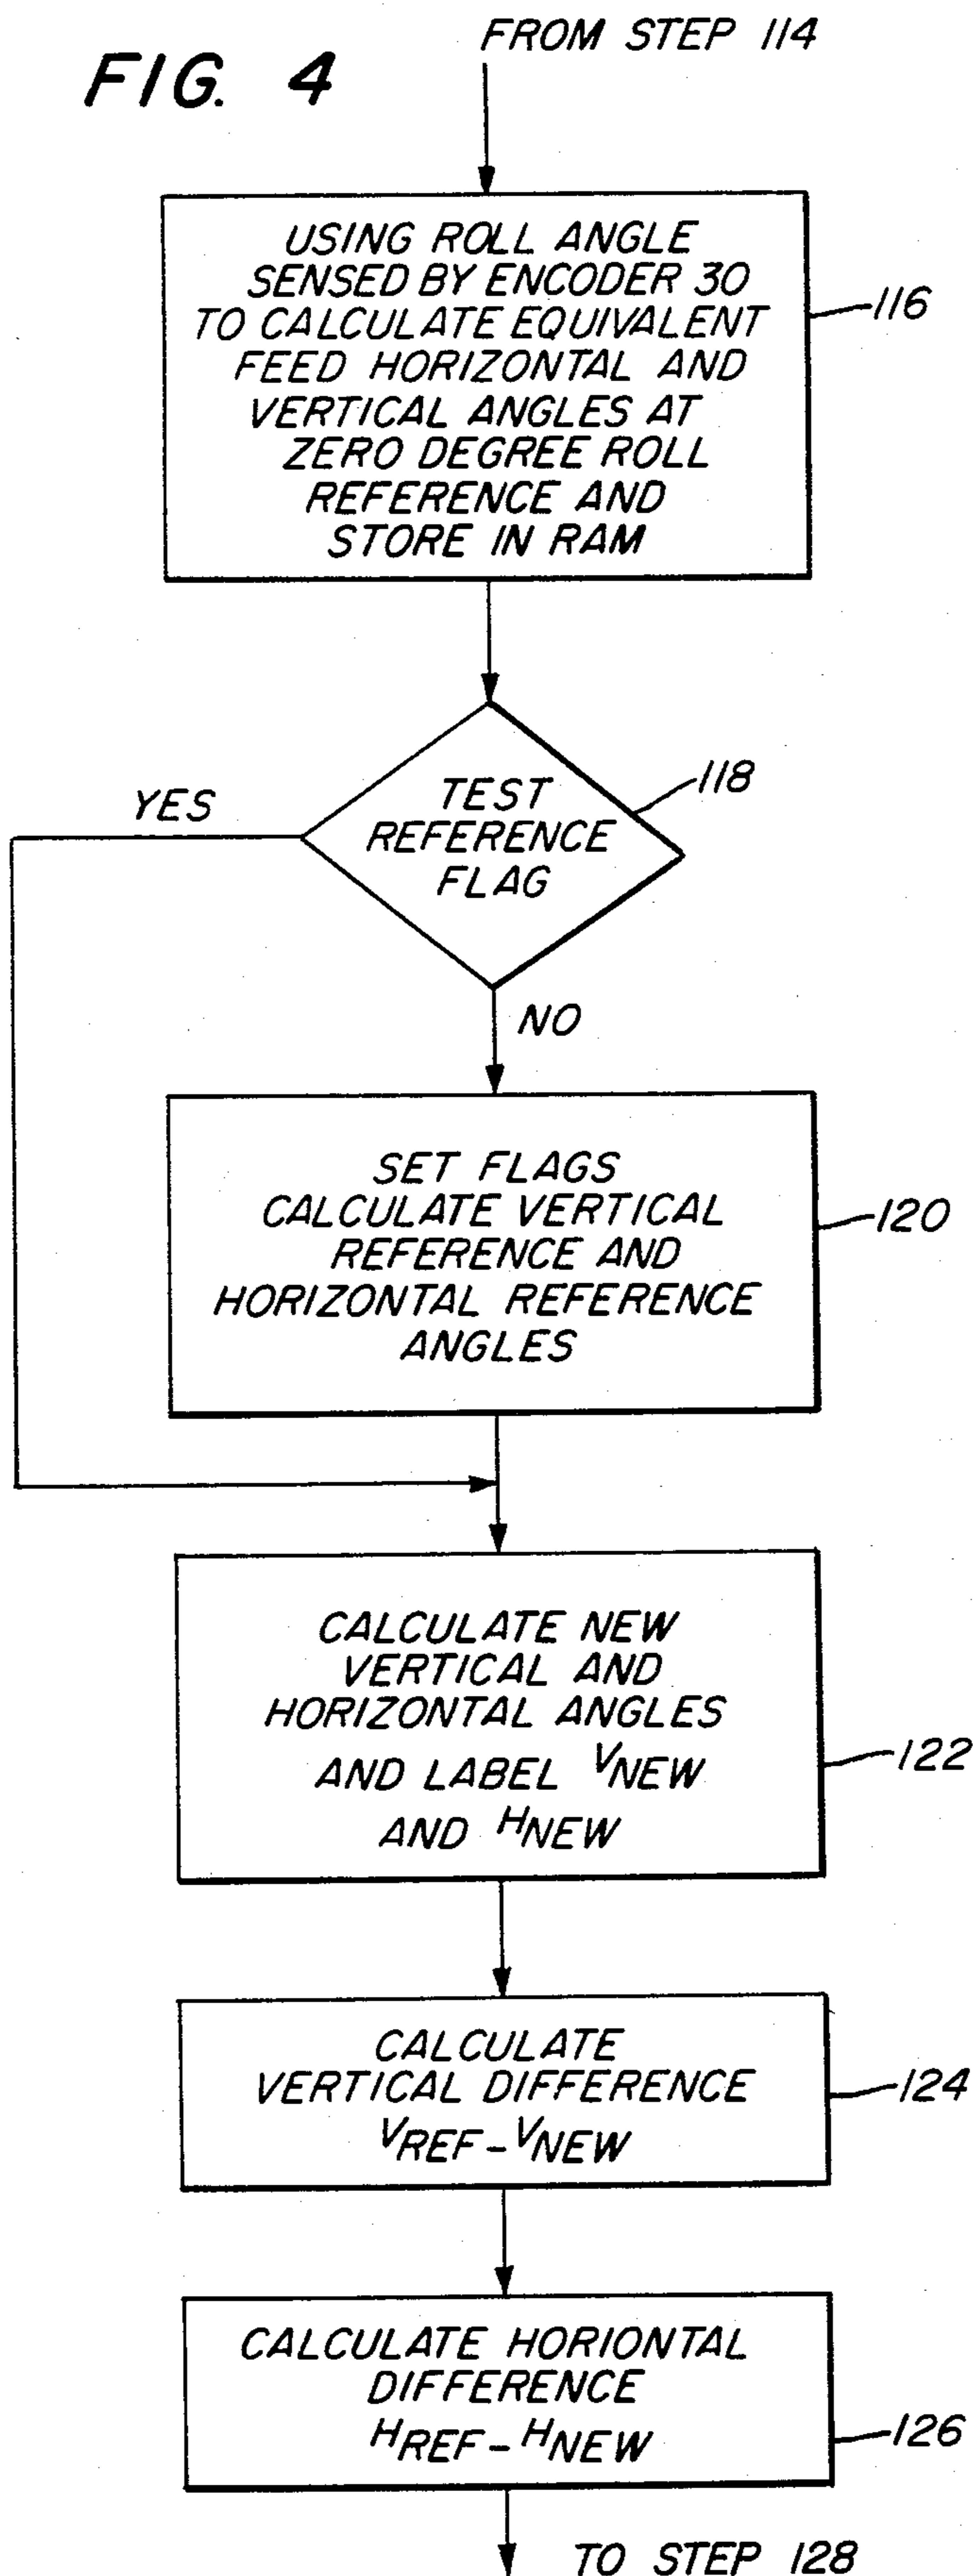 FIG. 4
FROM STEP 114
USING ROLL ANGLE
SENSED BY ENCODER 30
TO CALCULATE EQUIVALENT
FEED HORIZONTAL AND
VERTICAL ANGLES AT
ZERO DEGREE ROLL
REFERENCE AND
STORE IN RAM
116
TEST
REFERENCE
FLAG
118
YES
NO
SET FLAGS
CALCULATE VERTICAL
REFERENCE AND
HORIZONTAL REFERENCE
ANGLES
120
CALCULATE NEW
VERTICAL AND
HORIZONTAL ANGLES
AND LABEL VNEW
AND HNEW
122
CALCULATE
VERTICAL DIFFERENCE
VREF-VNEW
124
CALCULATE HORIONTAL
DIFFERENCE
HREF-HNEW
126
TO STEP 128